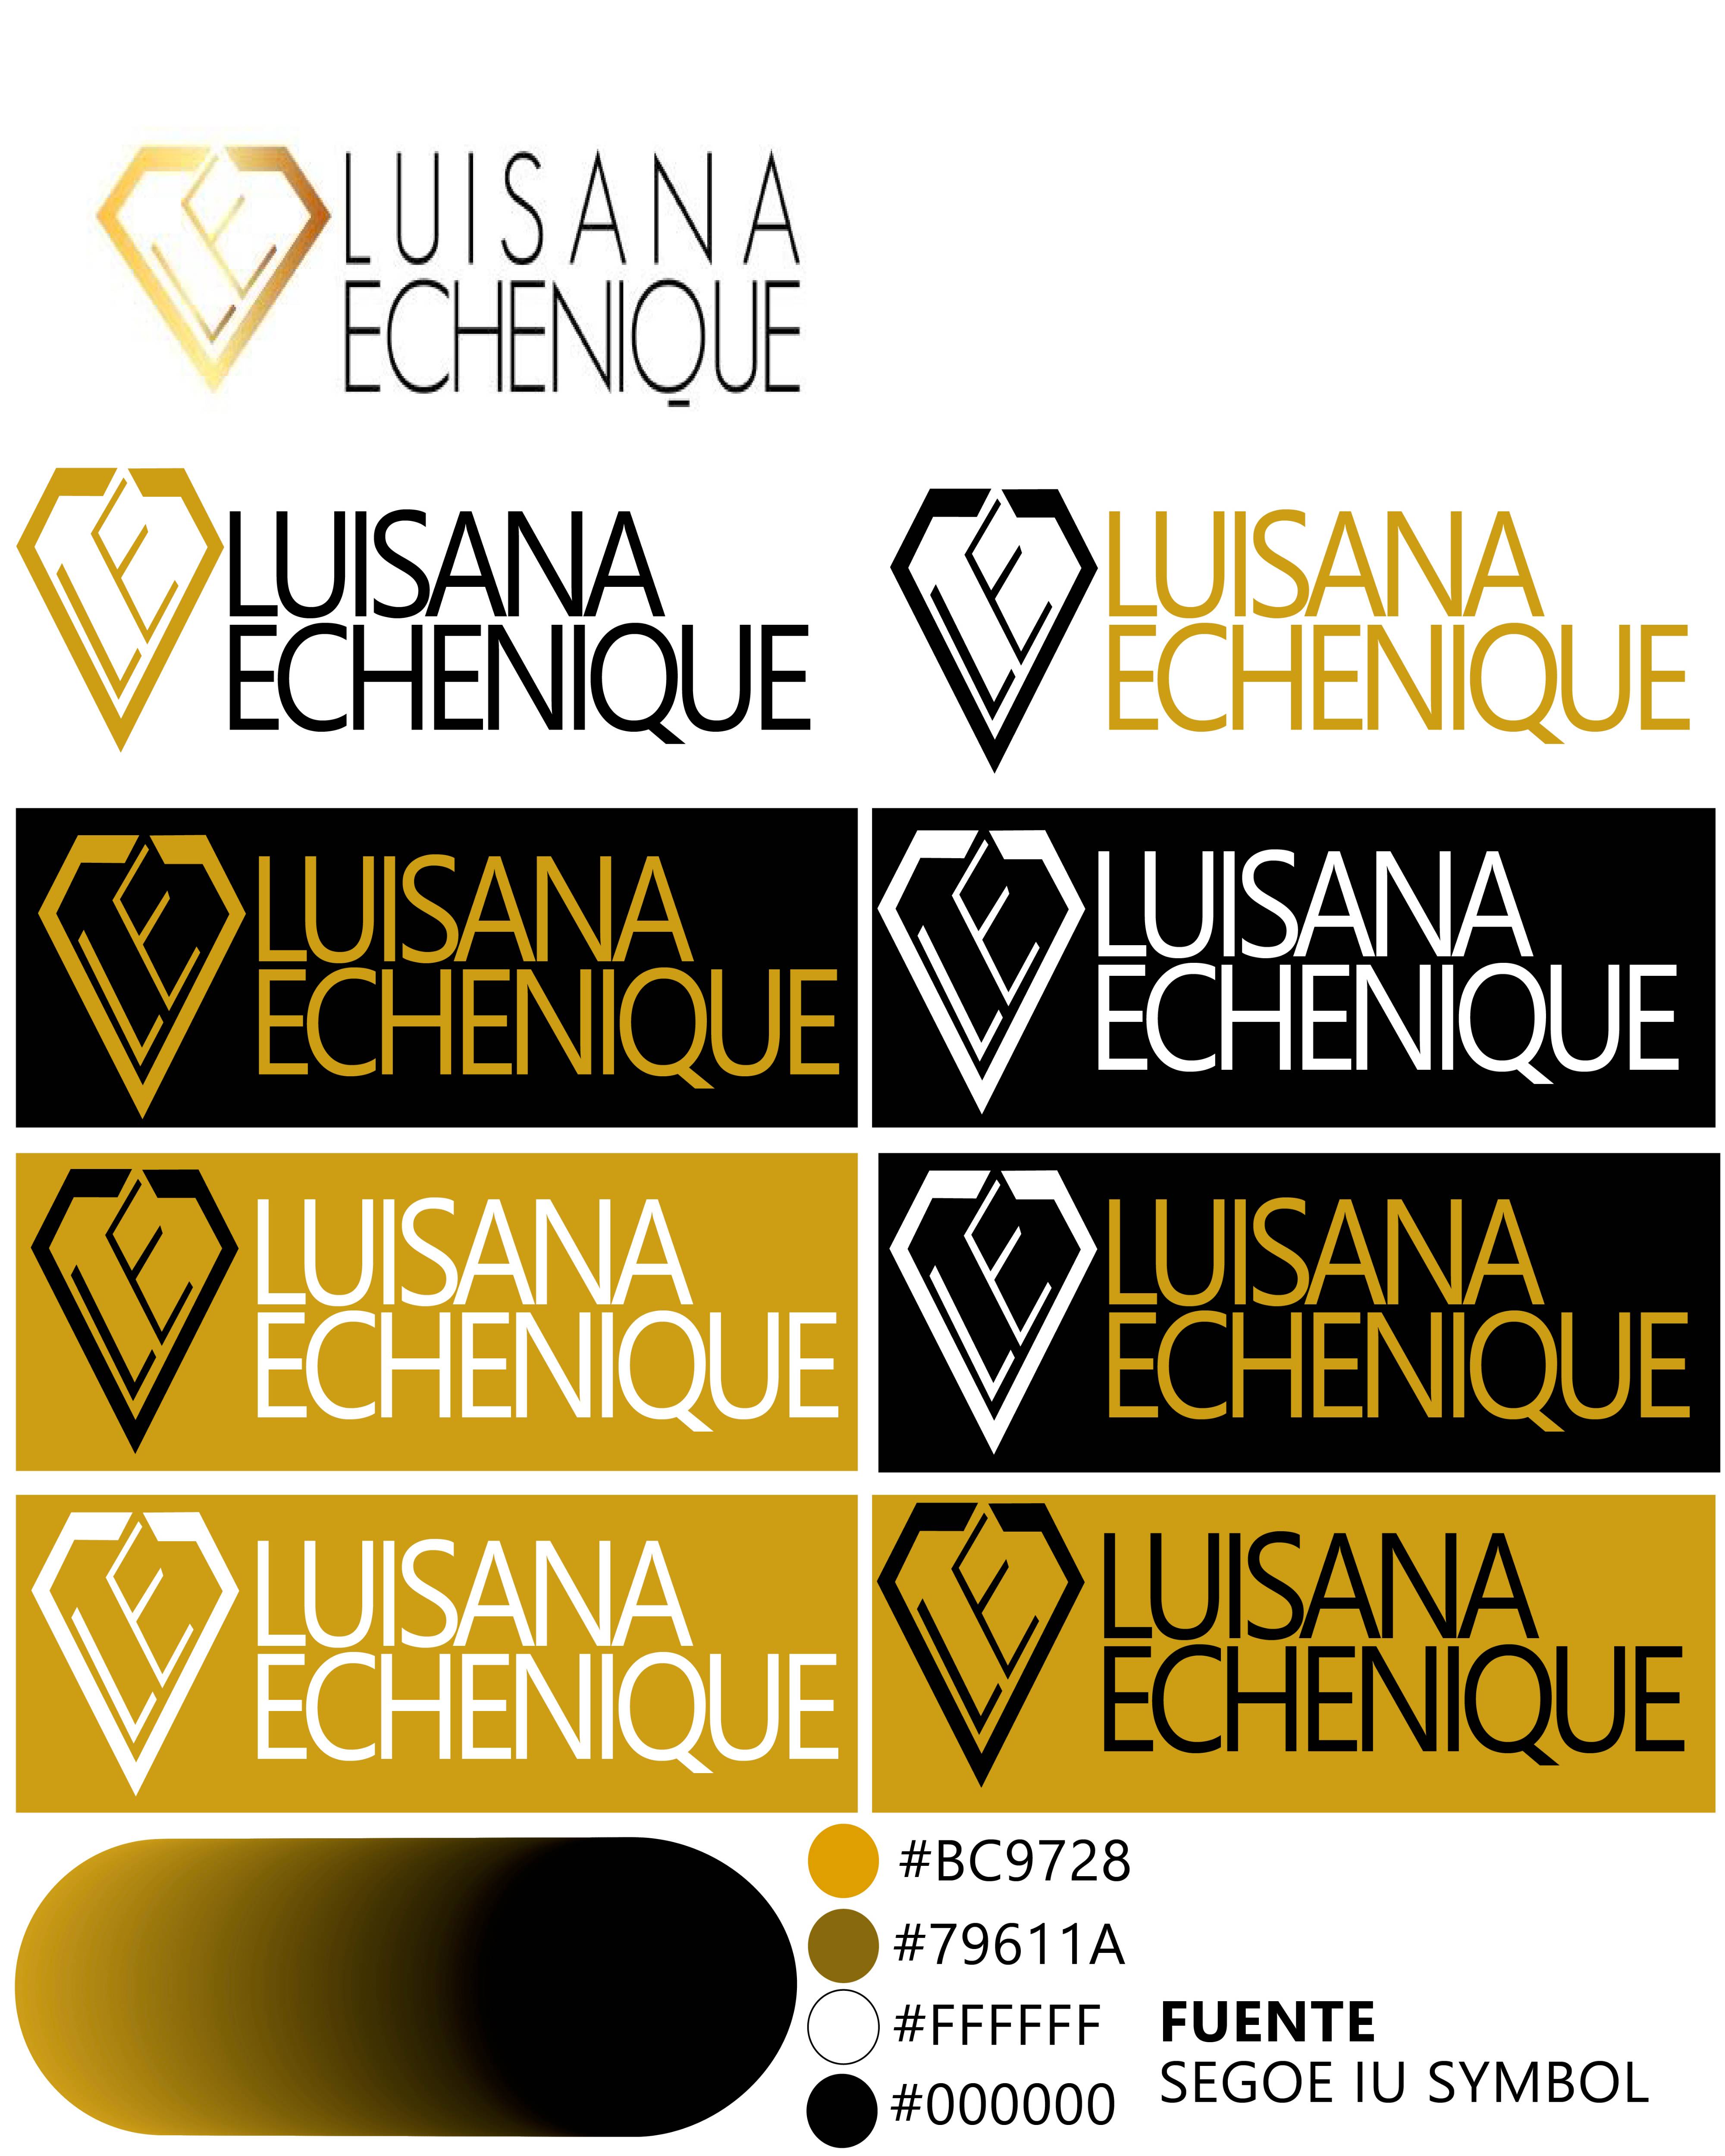 LUISANA
ECHENIQUE
LUISANA
ECHENIQUE
LUISANA
ECHENIQUE
LUISANA
ECHENIQUE
LUISANA
ECHENIQUE
LUISANA
ECHENIQUE
LUISANA
ECHENIQUE
LUISANA
ECHENIQUE
LUISANA
ECHENIQUE
#BC9728
#79611A
#FFFFFF
#000000
FUENTE
SEGOE IU SYMBOL